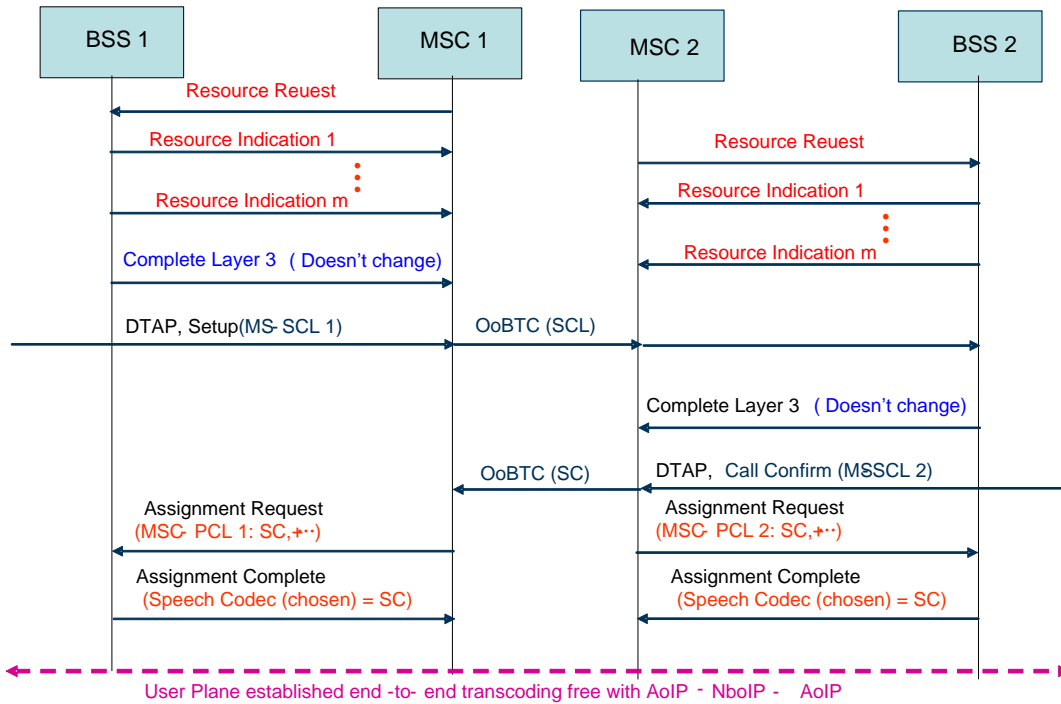 BSS 1
MSC 1
MSC 2
BSS 2
Resource Reuest
Resource Indication 1
Resource Reuest
Resource Indication 1
Resource Indication m
Resource Indication m
Complete Layer 3 ( Doesn't change)
DTAP, Setup(MS- SCL 1)
OoBTC (SCL)
Complete Layer 3 ( Doesn't change)
OoBTC (SC)
DTAP, Call Confirm (MS-SCL 2)
Assignment Request
(MSC- PCL 1: SC,+···)
Assignment Request
(MSC- PCL 2: SC,+···)
Assignment Complete
(Speech Codec (chosen) = SC)
Assignment Complete
(Speech Codec (chosen) = SC)
User Plane established end -to- end transcoding free with AoIP - NboIP - AoIP